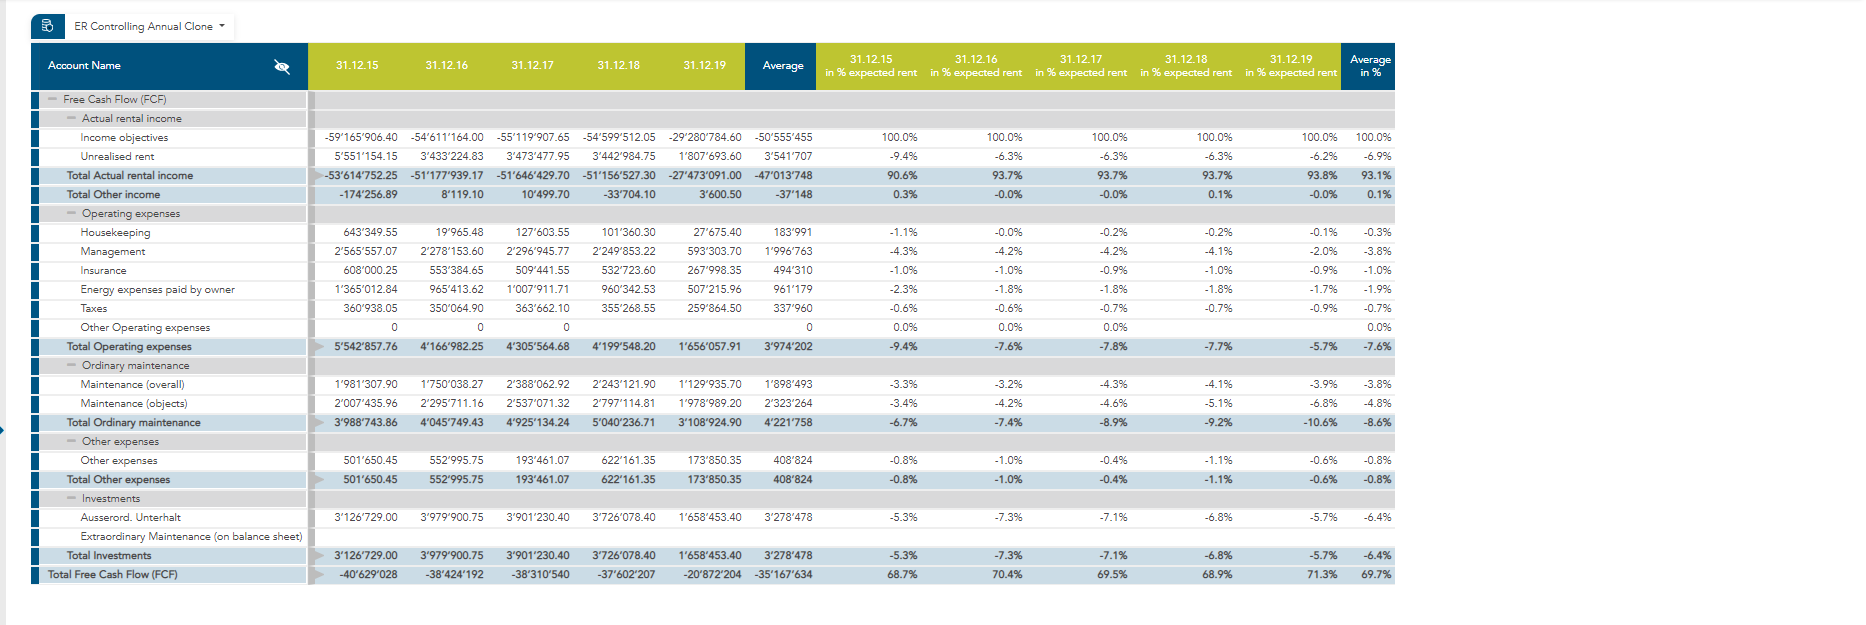 ER Controlling Annual Clone
Account Name 31.12.15 31.12.16 31.12.17 31.12.18 31.12.19 Average 31.12.15 in % expected rent 31.12.16 in % expected rent 31.12.17 in % expected rent 31.12.18 in % expected rent 31.12.19 in % expected rent Average in %
Free Cash Flow (FCF)
Actual rental income
Income objectives -59'165'906.40 -54'611'164.00 -55'119'907.65 -54'599'512.05 -29'280'784.60 -50'555'455 100.0% 100.0% 100.0% 100.0% 100.0% 100.0%
Unrealised rent 5'551'154.15 3'433'224.83 3'473'477.95 3'442'984.75 1'807'693.60 3'541'707 -9.4% -6.3% -6.3% -6.3% -6.2% -6.9%
Total Actual rental income -53'614'752.25 -51'177'939.17 -51'646'429.70 -51'156'527.30 -27'473'091.00 -47'013'748 90.6% 93.7% 93.7% 93.7% 93.8% 93.1%
Total Other income -174'256.89 8'119.10 10'499.70 -33'704.10 3'600.50 -37'148 0.3% -0.0% -0.0% 0.1% -0.0% 0.1%
Operating expenses
Housekeeping 643'349.55 19'965.48 127'603.55 101'360.30 27'675.40 183'991 -1.1% -0.0% -0.2% -0.2% -0.1% -0.3%
Management 2'565'557.07 2'278'153.60 2'296'945.77 2'249'853.22 593'303.70 1'996'763 -4.3% -4.2% -4.2% -4.1% -2.0% -3.8%
Insurance 608'000.25 553'384.65 509'441.55 532'723.60 267'998.35 494'310 -1.0% -1.0% -0.9% -1.0% -0.9% -1.0%
Energy expenses paid by owner 1'365'012.84 965'413.62 1'007'911.71 960'342.53 507'215.96 961'179 -2.3% -1.8% -1.8% -1.8% -1.7% -1.9%
Taxes 360'938.05 350'064.90 363'662.10 355'268.55 259'864.50 337'960 -0.6% -0.6% -0.7% -0.7% -0.9% -0.7%
Other Operating expenses 0 0 0 0 0.0% 0.0% 0.0% 0.0%
Total Operating expenses 5'542'857.76 4'166'982.25 4'305'564.68 4'199'548.20 1'656'057.91 3'974'202 -9.4% -7.6% -7.8% -7.7% -5.7% -7.6%
Ordinary maintenance
Maintenance (overall) 1'981'307.90 1'750'038.27 2'388'062.92 2'243'121.90 1'129'935.70 1'898'493 -3.3% -3.2% -4.3% -4.1% -3.9% -3.8%
Maintenance (objects) 2'007'435.96 2'295'711.16 2'537'071.32 2'797'114.81 1'978'989.20 2'323'264 -3.4% -4.2% -4.6% -5.1% -6.8% -4.8%
Total Ordinary maintenance 3'988'743.86 4'045'749.43 4'925'134.24 5'040'236.71 3'108'924.90 4'221'758 -6.7% -7.4% -8.9% -9.2% -10.6% -8.6%
Other expenses
Other expenses 501'650.45 552'995.75 193'461.07 622'161.35 173'850.35 408'824 -0.8% -1.0% -0.4% -1.1% -0.6% -0.8%
Total Other expenses 501'650.45 552'995.75 193'461.07 622'161.35 173'850.35 408'824 -0.8% -1.0% -0.4% -1.1% -0.6% -0.8%
Investments
Ausserord. Unterhalt 3'126'729.00 3'979'900.75 3'901'230.40 3'726'078.40 1'658'453.40 3'278'478 -5.3% -7.3% -7.1% -6.8% -5.7% -6.4%
Extraordinary Maintenance (on balance sheet)
Total Investments 3'126'729.00 3'979'900.75 3'901'230.40 3'726'078.40 1'658'453.40 3'278'478 -5.3% -7.3% -7.1% -6.8% -5.7% -6.4%
Total Free Cash Flow (FCF) -40'629'028 -38'424'192 -38'310'540 -37'602'207 -20'872'204 -35'167'634 68.7% 70.4% 69.5% 68.9% 71.3% 69.7%